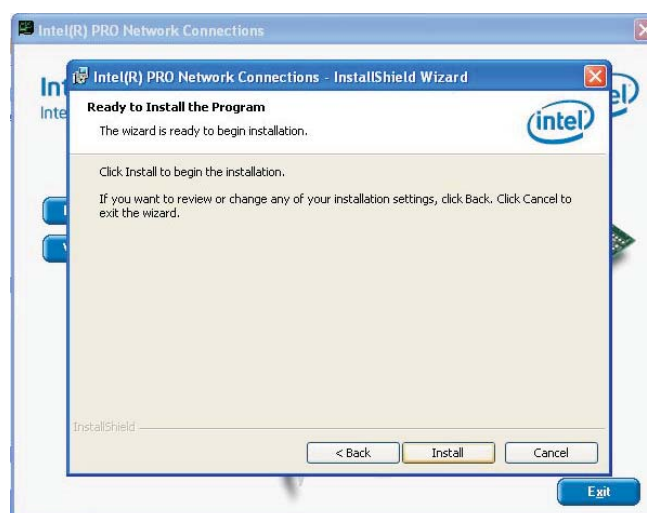 Intel(R) PRO Network Connections
Intel(R) PRO Network Connections - InstallShield Wizard
Int
Inte
Ready to Install the Program
The wizard is ready to begin installation.
intel
el
Click Install to begin the installation.
If you want to review or change any of your installation settings, click Back. Click Cancel to
exit the wizard.
InstallShield
< Back
Install
Cancel
Exit